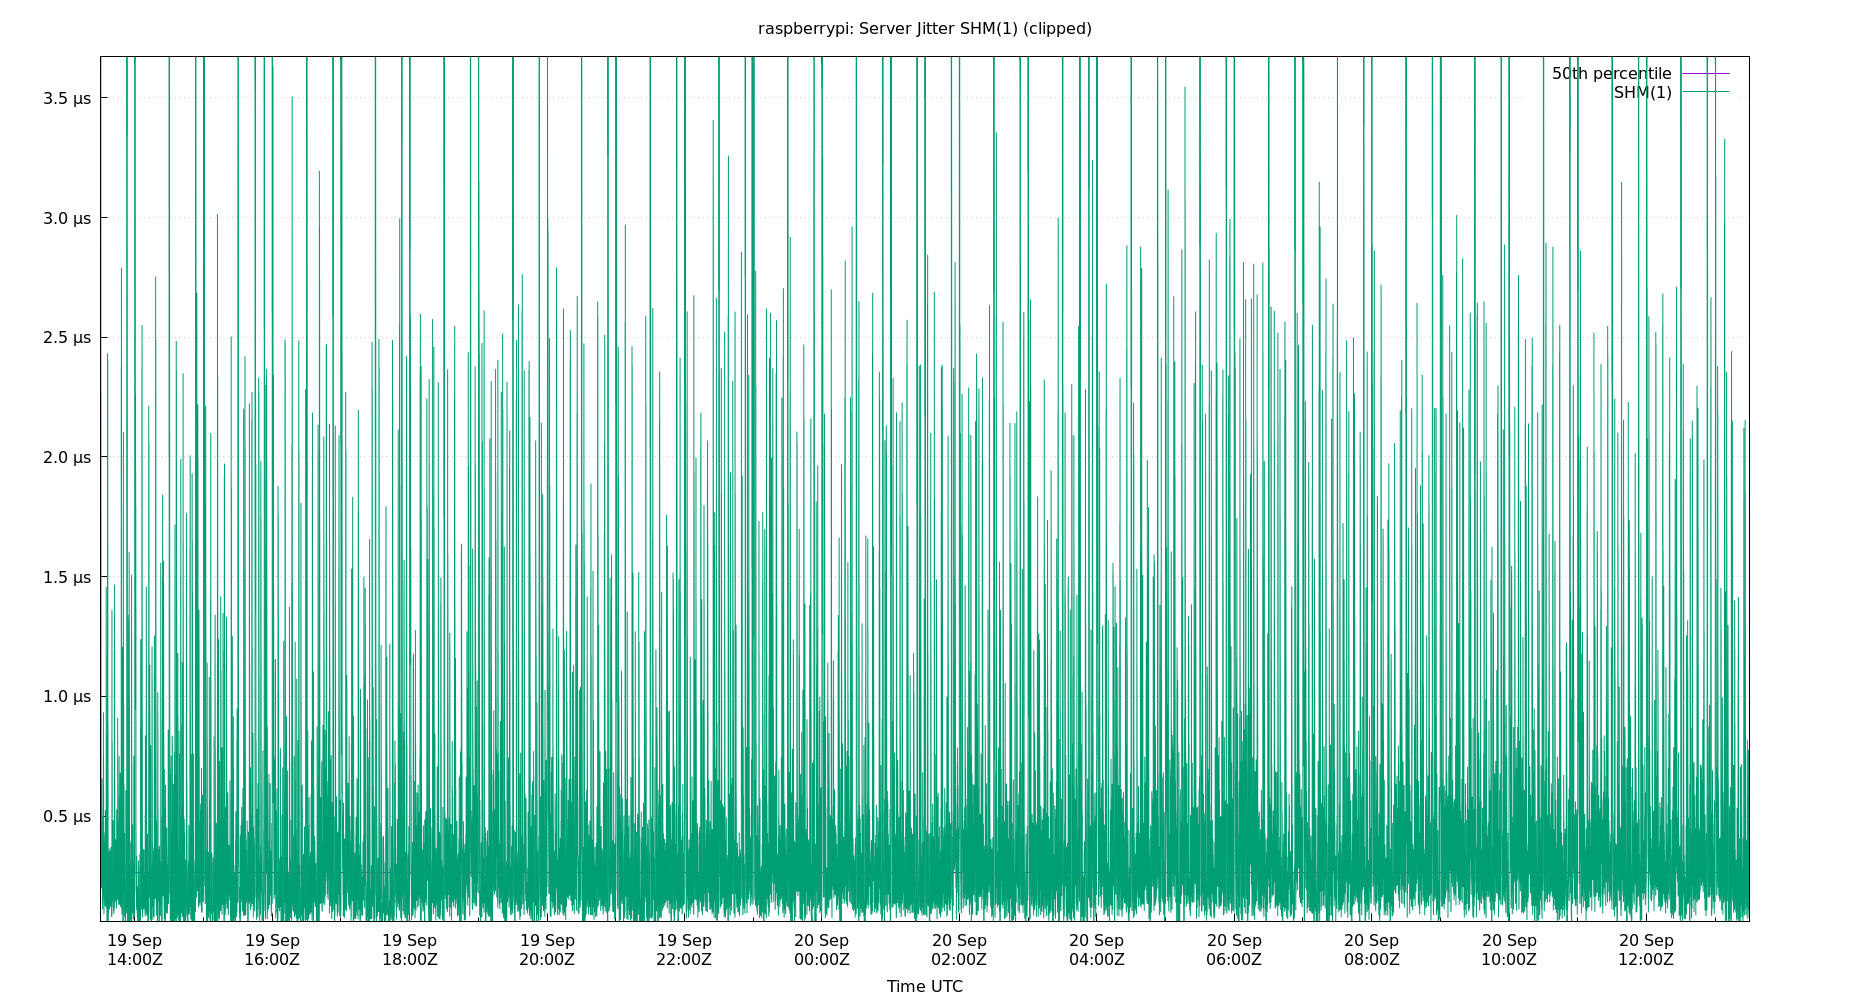 raspberrypi: Server Jitter SHM(1) (clipped)
50th percentile
SHM(1)
3.5 µs
3.0 µs
2.5 µs
2.0 µs
1.5 µs
1.0 µs
0.5 µs
19 Sep 19 Sep 19 Sep 19 Sep 19 Sep 20 Sep 20 Sep 20 Sep 20 Sep 20 Sep 20 Sep 20 Sep
14:00Z 16:00Z 18:00Z 20:00Z 22:00Z 00:00Z 02:00Z 04:00Z 06:00Z 08:00Z 10:00Z 12:00Z
Time UTC